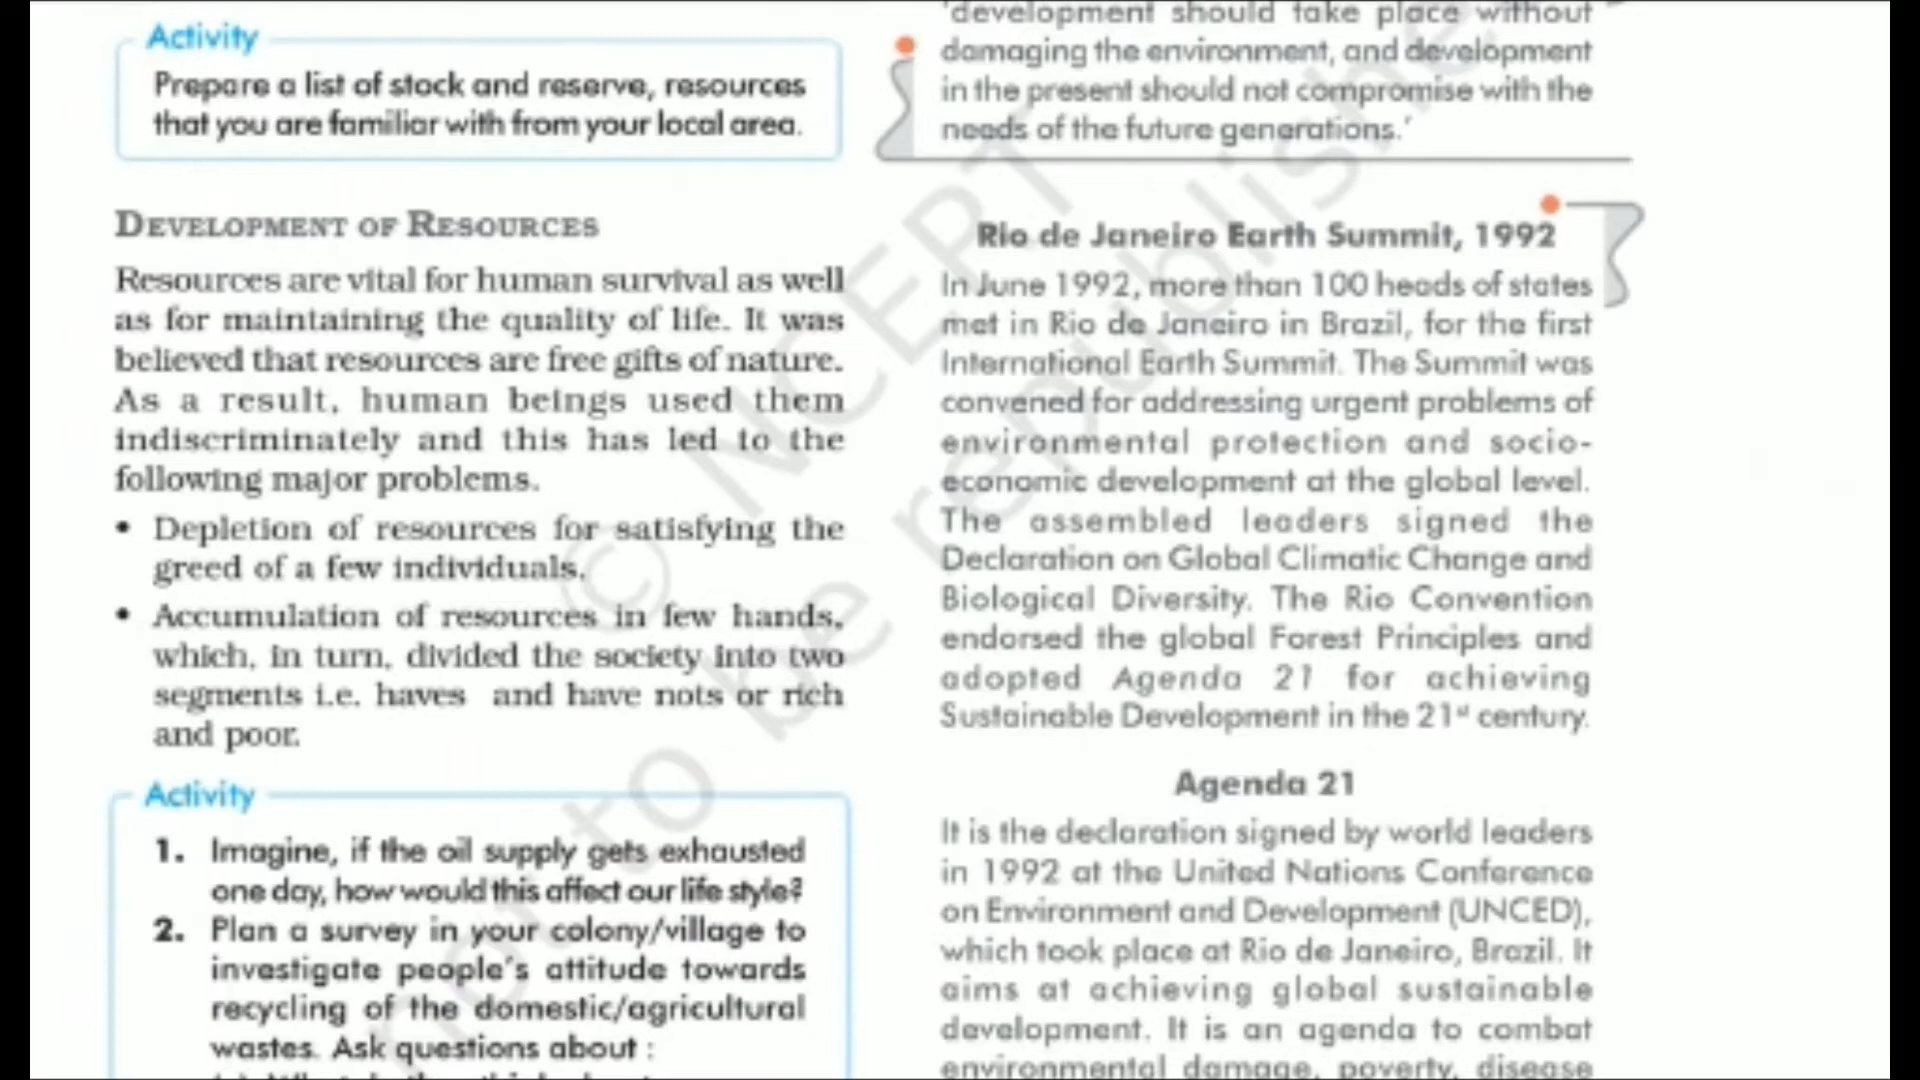 Activity
Prepare a list of stock and reserve, resources
that you are familiar with from your local area.
DEVELOPMENT OF RESOURCES
Resources are vital for human survival as well
as for maintaining the quality of life. It was
believed that resources are free gifts of nature.
As a result, human beings used them
indiscriminately and this has led to the
following major problems.
• Depletion of resources for satisfying the
greed of a few individuals.
• Accumulation of resources in few hands,
which, in turn, divided the society into two
segments i.e. haves and have nots or rich
and poor.
Activity
1. Imagine, if the oil supply gets exhausted
one day, how would this affect our life style?
2. Plan a survey in your colony/village to
investigate people's attitude towards
recycling of the domestic/agricultural
wastes. Ask questions about :
'development should take place without
damaging the environment, and development
in the present should not compromise with the
needs of the future generations.'
Rio de Janeiro Earth Summit, 1992
In June 1992, more than 100 heads of states
met in Rio de Janeiro in Brazil, for the first
International Earth Summit. The Summit was
convened for addressing urgent problems of
environmental protection and socio-
economic development at the global level.
The assembled leaders signed the
Declaration on Global Climatic Change and
Biological Diversity. The Rio Convention
endorsed the global Forest Principles and
adopted Agenda 21 for achieving
Sustainable Development in the 21st century.
Agenda 21
It is the declaration signed by world leaders
in 1992 at the United Nations Conference
on Environment and Development (UNCED),
which took place at Rio de Janeiro, Brazil. It
aims at achieving global sustainable
development. It is an agenda to combat
environmental damage, poverty, disease
© NCERT
to be republished